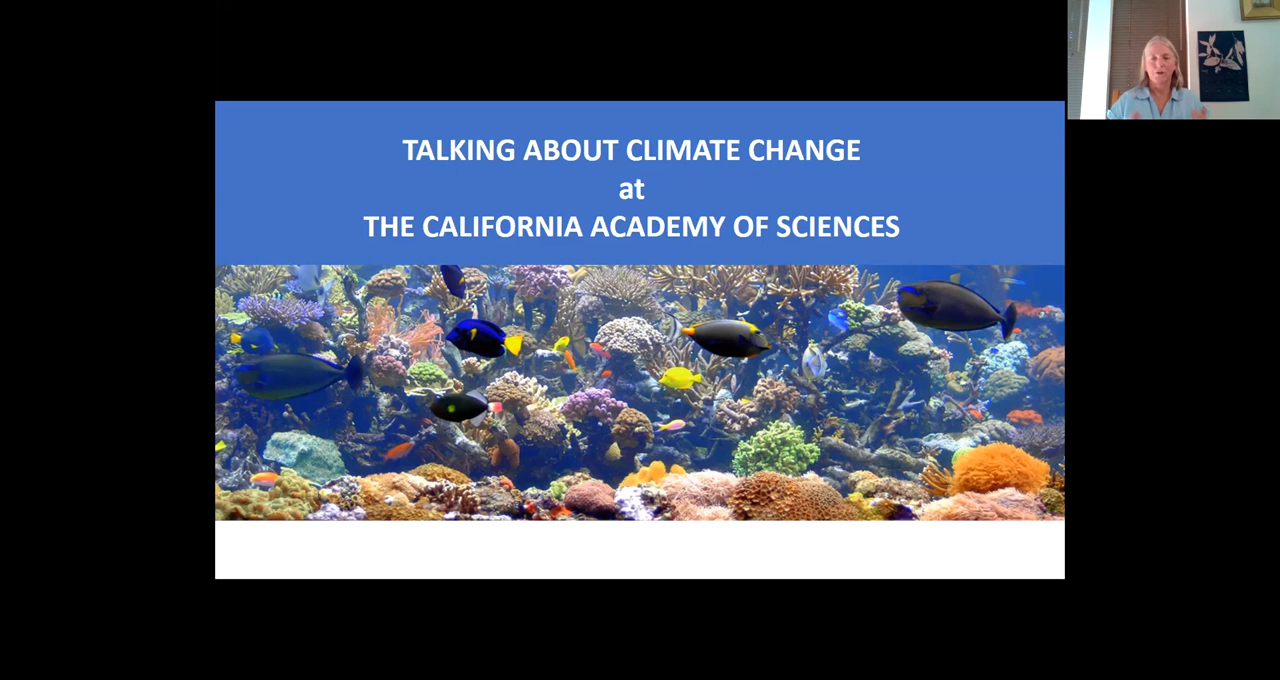 TALKING ABOUT CLIMATE CHANGE
at
THE CALIFORNIA ACADEMY OF SCIENCES